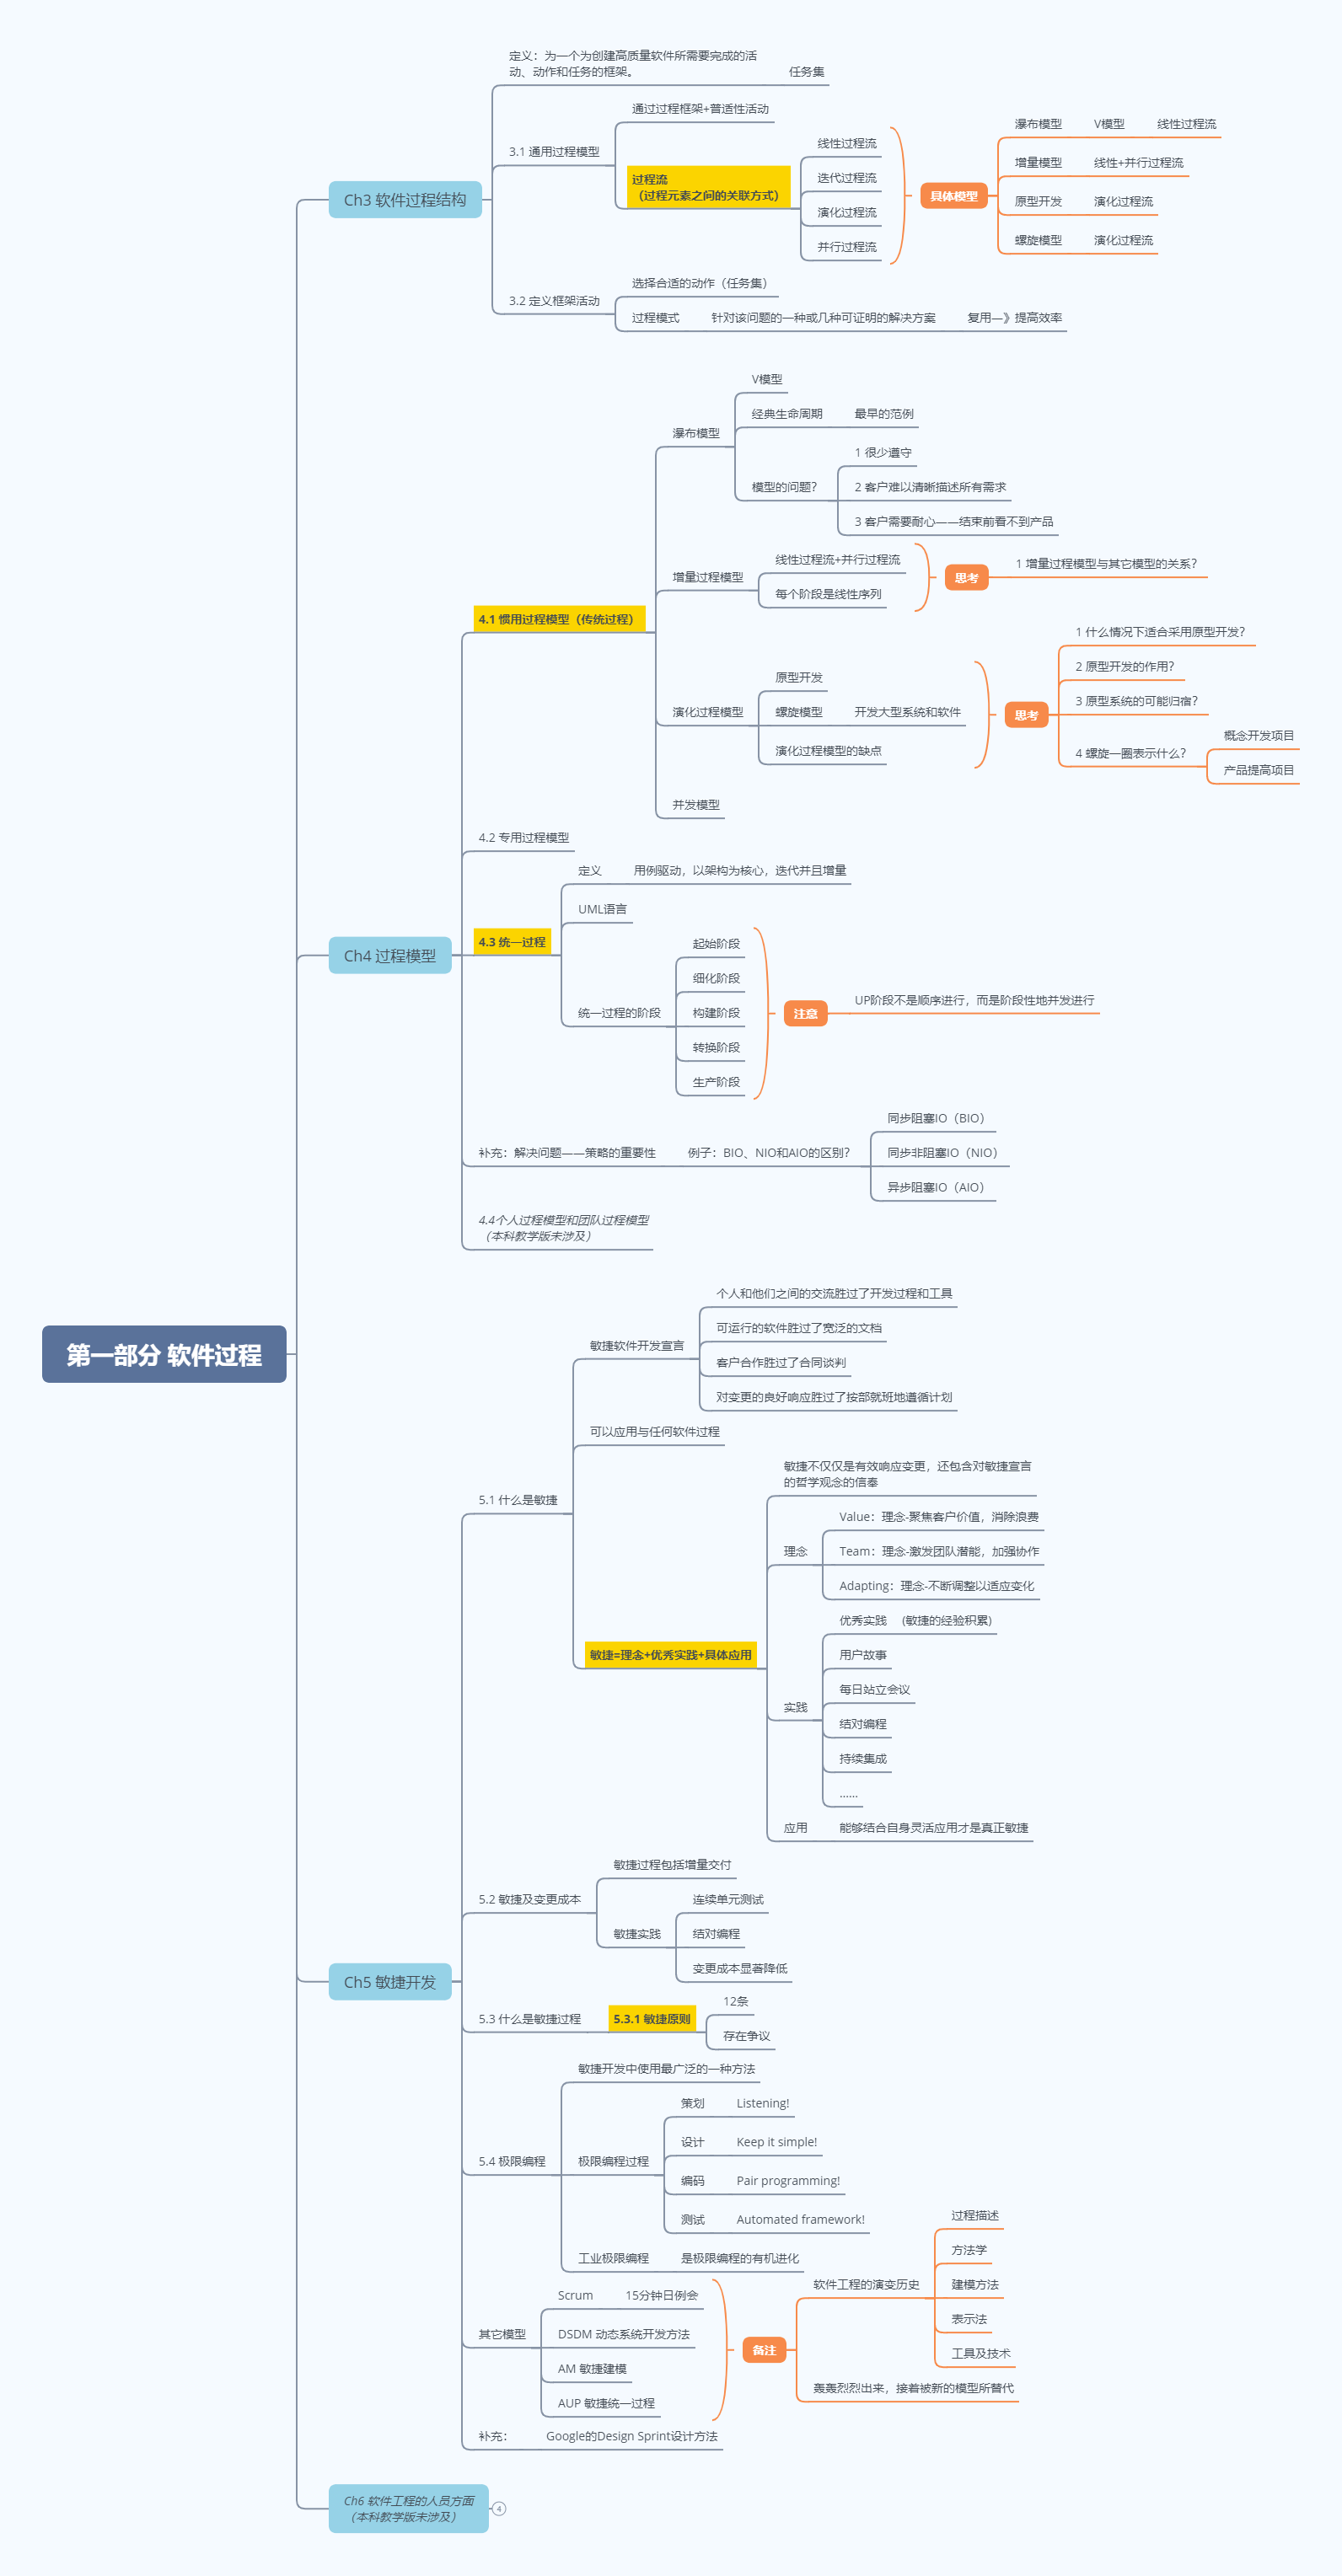 第一部分 软件过程
Ch3 软件过程结构
定义：为一个为创建高质量软件所需要完成的活
动、动作和任务的框架。
任务集
3.1 通用过程模型
通过过程框架+普适性活动
过程流
（过程元素之间的关联方式）
线性过程流
迭代过程流
演化过程流
并行过程流
具体模型
瀑布模型
V模型
线性过程流
增量模型
线性+并行过程流
原型开发
演化过程流
螺旋模型
演化过程流
3.2 定义框架活动
选择合适的动作（任务集）
过程模式
针对该问题的一种或几种可证明的解决方案
复用—》提高效率
Ch4 过程模型
4.1 惯用过程模型（传统过程）
瀑布模型
V模型
经典生命周期
最早的范例
模型的问题？
1 很少遵守
2 客户难以清晰描述所有需求
3 客户需要耐心——结束前看不到产品
增量过程模型
线性过程流+并行过程流
每个阶段是线性序列
思考
1 增量过程模型与其它模型的关系？
演化过程模型
原型开发
螺旋模型
开发大型系统和软件
演化过程模型的缺点
思考
1 什么情况下适合采用原型开发？
2 原型开发的作用？
3 原型系统的可能归宿？
4 螺旋一圈表示什么？
概念开发项目
产品提高项目
并发模型
4.2 专用过程模型
4.3 统一过程
定义
用例驱动，以架构为核心，迭代并且增量
UML语言
统一过程的阶段
起始阶段
细化阶段
构建阶段
转换阶段
生产阶段
注意
UP阶段不是顺序进行，而是阶段性地并发进行
补充：解决问题——策略的重要性
例子：BIO、NIO和AIO的区别？
同步阻塞IO（BIO）
同步非阻塞IO（NIO）
异步阻塞IO（AIO）
4.4个人过程模型和团队过程模型
（本科教学版未涉及）
Ch5 敏捷开发
5.1 什么是敏捷
敏捷软件开发宣言
个人和他们之间的交流胜过了开发过程和工具
可运行的软件胜过了宽泛的文档
客户合作胜过了合同谈判
对变更的良好响应胜过了按部就班地遵循计划
可以应用与任何软件过程
敏捷=理念+优秀实践+具体应用
敏捷不仅仅是有效响应变更，还包含对敏捷宣言
的哲学观念的信奉
理念
Value：理念-聚焦客户价值，消除浪费
Team：理念-激发团队潜能，加强协作
Adapting：理念-不断调整以适应变化
实践
优秀实践 （敏捷的经验积累）
用户故事
每日站立会议
结对编程
持续集成
......
应用
能够结合自身灵活应用才是真正敏捷
5.2 敏捷及变更成本
敏捷过程包括增量交付
敏捷实践
连续单元测试
结对编程
变更成本显著降低
5.3 什么是敏捷过程
5.3.1 敏捷原则
12条
存在争议
5.4 极限编程
敏捷开发中使用最广泛的一种方法
极限编程过程
策划
Listening!
设计
Keep it simple!
编码
Pair programming!
测试
Automated framework!
工业极限编程
是极限编程的有机进化
其它模型
Scrum
15分钟日例会
DSDM 动态系统开发方法
AM 敏捷建模
AUP 敏捷统一过程
备注
软件工程的演变历史
过程描述
方法学
建模方法
表示法
工具及技术
轰轰烈烈出来，接着被新的模型所替代
补充：
Google的Design Sprint设计方法
Ch6 软件工程的人员方面
（本科教学版未涉及）
4